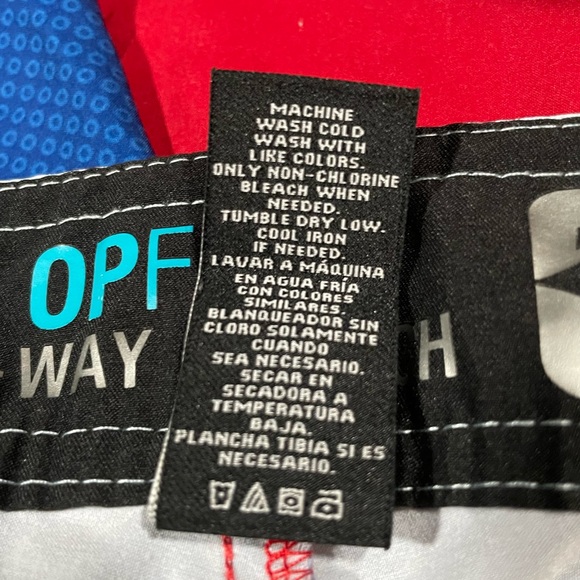 MACHINE
WASH COLD
WASH WITH
LIKE COLORS.
ONLY NON-CHLORINE
BLEACH WHEN
NEEDED.
TUMBLE DRY LOW.
COOL IRON
IF NEEDED.
LAVAR A MÁQUINA
EN AGUA FRÍA
CON COLORES
SIMILARES.
BLANQUEADOR SIN
CLORO SOLAMENTE
CUANDO
SEA NECESARIO.
SECAR EN
SECADORA A
TEMPERATURA
BAJA.
PLANCHA TIBIA SI ES
NECESARIO.
OPF
WAY
CH